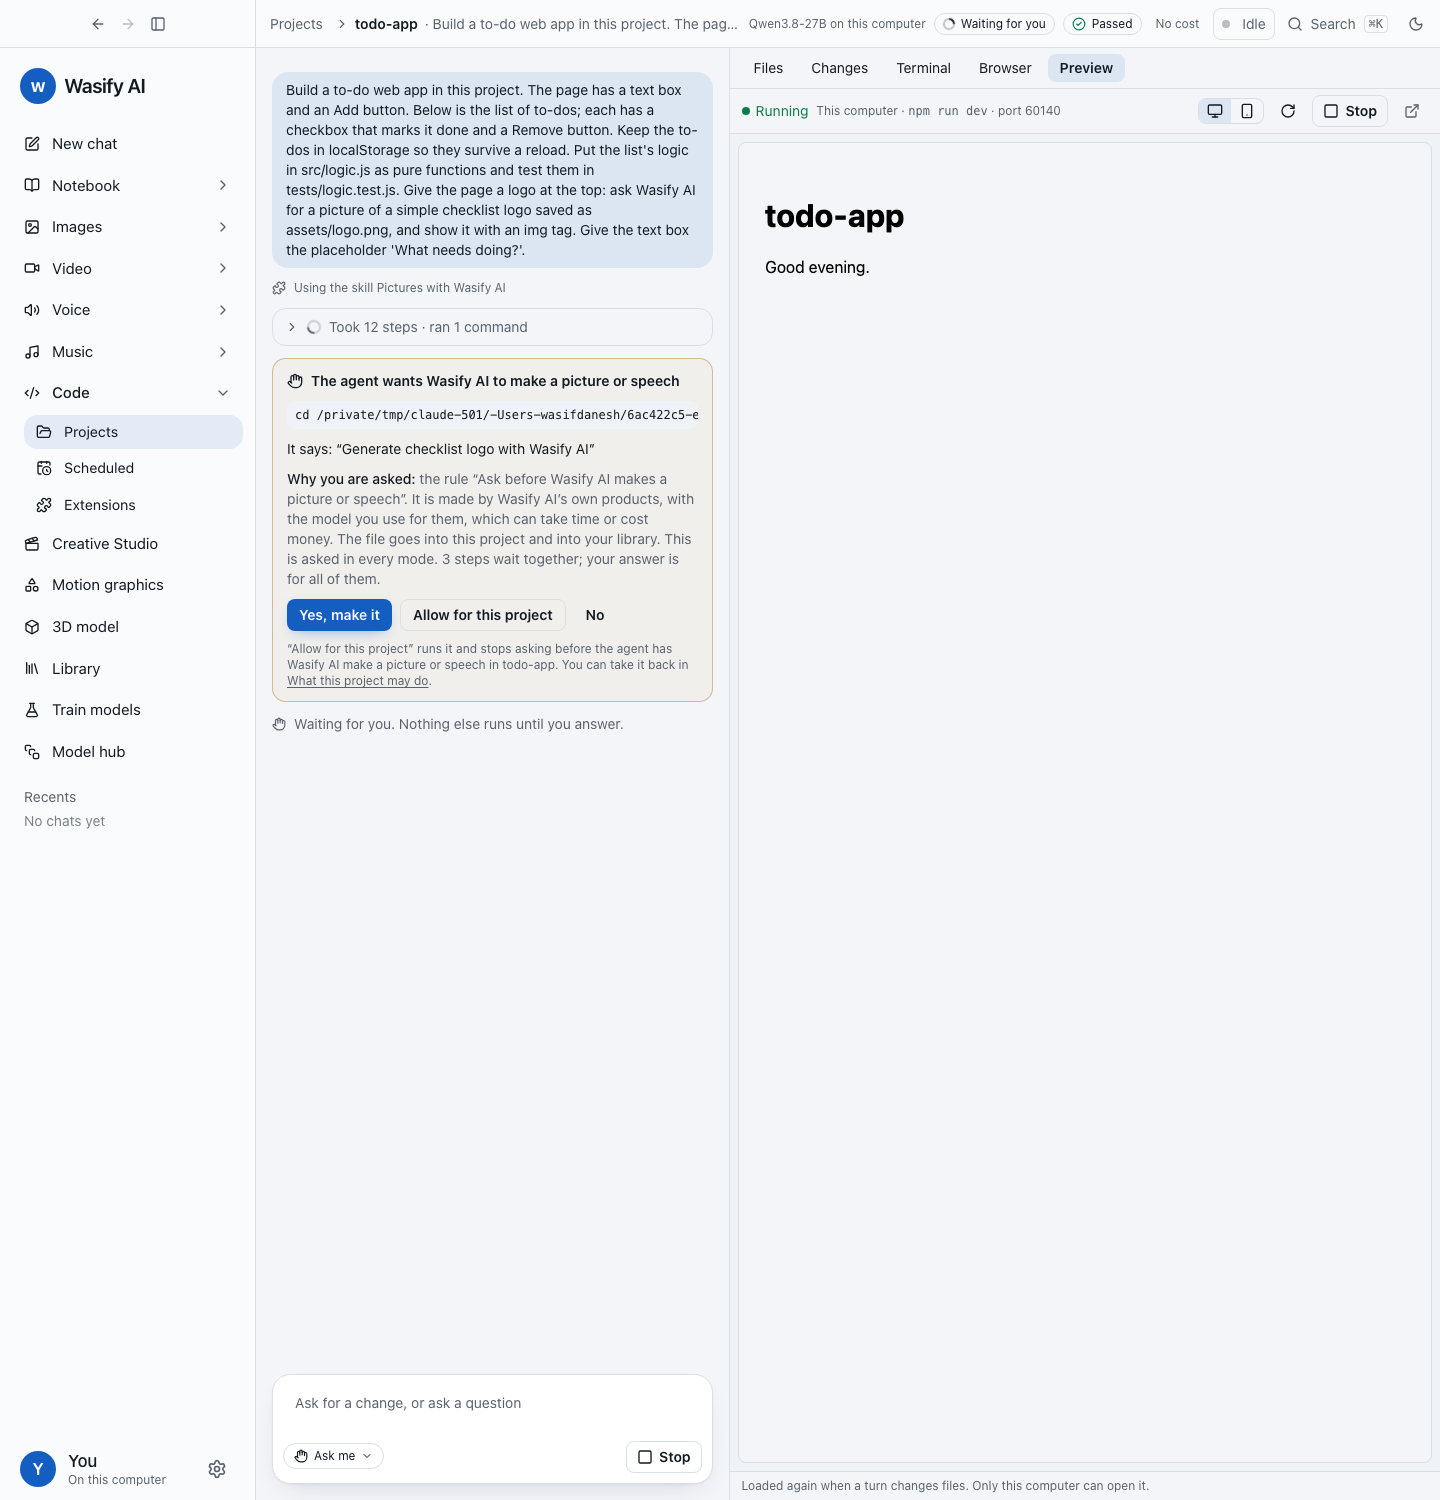 Projects > todo-app · Build a to-do web app in this project. The pag... Qwen3.8-27B on this computer Waiting for you Passed No cost Idle Search ⌘K
W Wasify AI
New chat
Notebook
Images
Video
Voice
Music
Code
Projects
Scheduled
Extensions
Creative Studio
Motion graphics
3D model
Library
Train models
Model hub
Recents
No chats yet
Y You
On this computer
Build a to-do web app in this project. The page has a text box
and an Add button. Below is the list of to-dos; each has a
checkbox that marks it done and a Remove button. Keep the to-
dos in localStorage so they survive a reload. Put the list's logic
in src/logic.js as pure functions and test them in
tests/logic.test.js. Give the page a logo at the top: ask Wasify AI
for a picture of a simple checklist logo saved as
assets/logo.png, and show it with an img tag. Give the text box
the placeholder 'What needs doing?'.
Using the skill Pictures with Wasify AI
Took 12 steps · ran 1 command
The agent wants Wasify AI to make a picture or speech
cd /private/tmp/claude-501/-Users-wasifdanesh/6ac422c5-e
It says: “Generate checklist logo with Wasify AI”
Why you are asked: the rule “Ask before Wasify AI makes a
picture or speech”. It is made by Wasify AI’s own products, with
the model you use for them, which can take time or cost
money. The file goes into this project and into your library. This
is asked in every mode. 3 steps wait together; your answer is
for all of them.
Yes, make it Allow for this project No
“Allow for this project” runs it and stops asking before the agent has
Wasify AI make a picture or speech in todo-app. You can take it back in
What this project may do.
Waiting for you. Nothing else runs until you answer.
Ask for a change, or ask a question
Ask me Stop
Files Changes Terminal Browser Preview
Running This computer · npm run dev · port 60140 Stop
todo-app
Good evening.
Loaded again when a turn changes files. Only this computer can open it.